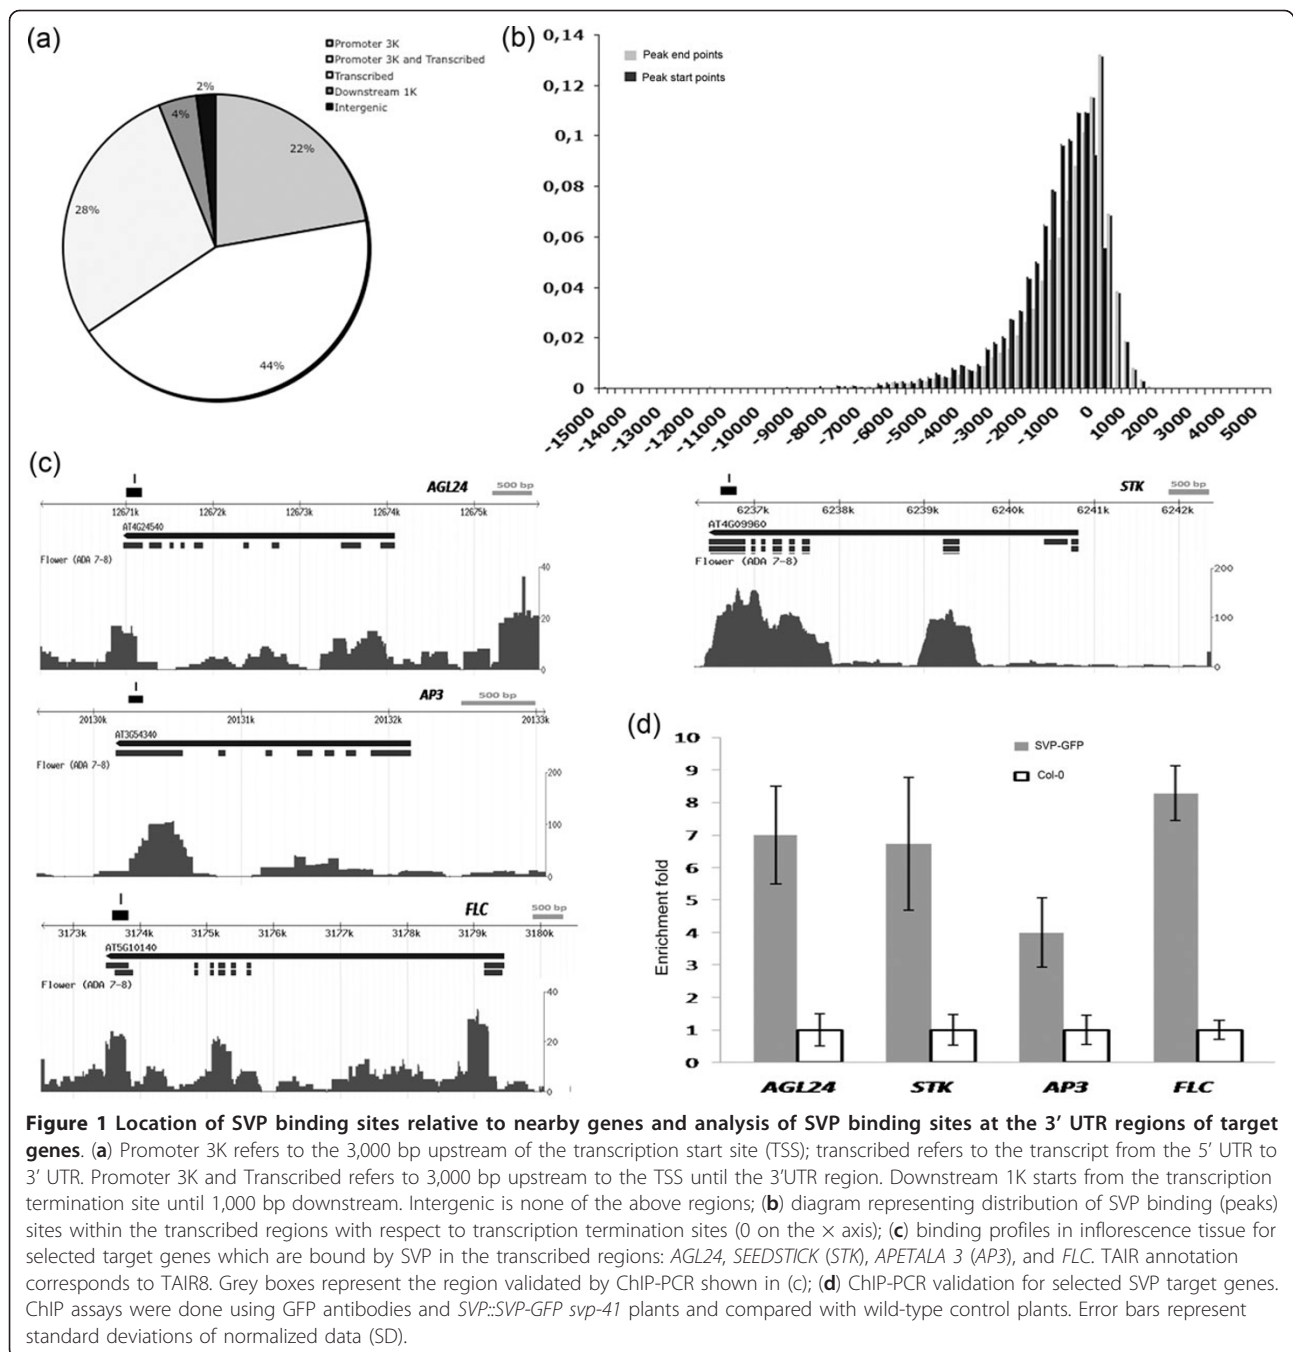 (a)
Promoter 3K
Promoter 3K and Transcribed
Transcribed
Downstream 1K
Intergenic
2%
4%
22%
28%
44%
(b)
0,14
0,12
0,1
0,08
0,06
0,04
0,02
0
Peak end points
Peak start points
-15000
-14000
-13000
-12000
-11000
-10000
-9000
-8000
-7000
-6000
-5000
-4000
-3000
-2000
-1000
0
1000
2000
3000
4000
5000
(c)
AGL24
500 bp
12671k 12672k 12673k 12674k 12675k
AT4G24540
Flower (ADA 7-8)
40
20
0
STK
500 bp
6237k 6238k 6239k 6240k 6241k 6242k
AT4G09960
Flower (ADA 7-8)
200
100
0
AP3
500 bp
20130k 20131k 20132k 20133k
AT3G54340
Flower (ADA 7-8)
200
100
0
FLC
500 bp
3173k 3174k 3175k 3176k 3177k 3178k 3179k 3180k
AT5G10140
Flower (ADA 7-8)
40
20
0
(d)
10
9
8
7
6
5
4
3
2
1
0
Enrichment fold
SVP-GFP
Col-0
AGL24 STK AP3 FLC
Figure 1 Location of SVP binding sites relative to nearby genes and analysis of SVP binding sites at the 3' UTR regions of target
genes. (a) Promoter 3K refers to the 3,000 bp upstream of the transcription start site (TSS); transcribed refers to the transcript from the 5' UTR to
3' UTR. Promoter 3K and Transcribed refers to 3,000 bp upstream to the TSS until the 3'UTR region. Downstream 1K starts from the transcription
termination site until 1,000 bp downstream. Intergenic is none of the above regions; (b) diagram representing distribution of SVP binding (peaks)
sites within the transcribed regions with respect to transcription termination sites (0 on the × axis); (c) binding profiles in inflorescence tissue for
selected target genes which are bound by SVP in the transcribed regions: AGL24, SEEDSTICK (STK), APETALA 3 (AP3), and FLC. TAIR annotation
corresponds to TAIR8. Grey boxes represent the region validated by ChIP-PCR shown in (c); (d) ChIP-PCR validation for selected SVP target genes.
ChIP assays were done using GFP antibodies and SVP::SVP-GFP svp-41 plants and compared with wild-type control plants. Error bars represent
standard deviations of normalized data (SD).